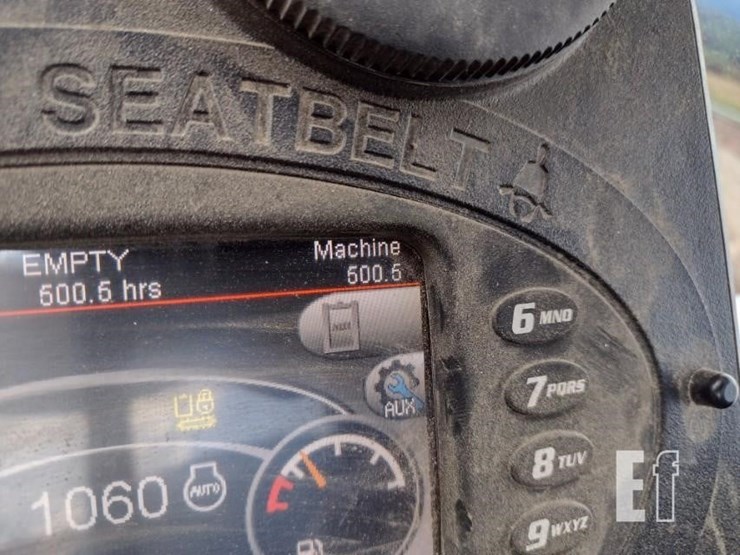 SEATBELT
EMPTY
500.5 hrs
Machine
500.5
AUX
1060 AUTO
6 MNO
7 PQRS
8 TUV
9 WXYZ
Ef